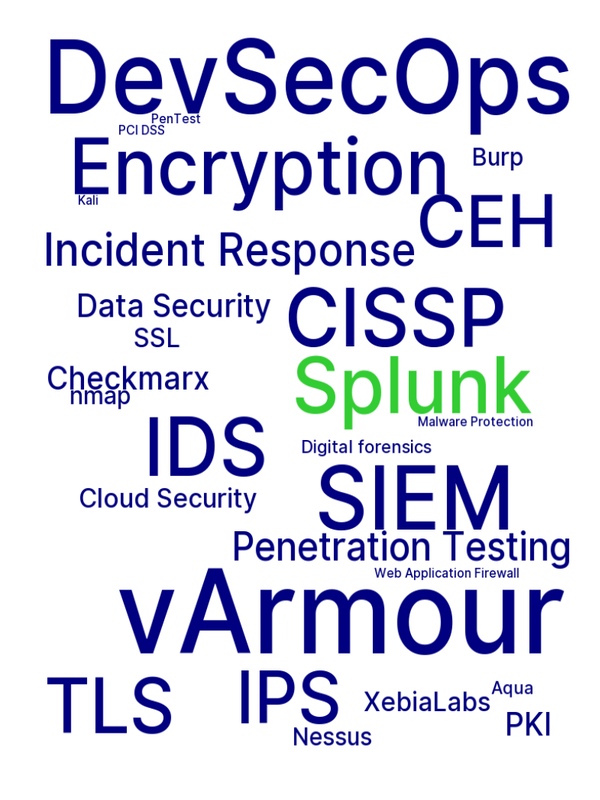 DevSecOps
PenTest
PCI DSS
Encryption
Burp
Kali
CEH
Incident Response
Data Security
CISSP
SSL
Checkmarx
Splunk
nmap
Malware Protection
IDS
Digital forensics
Cloud Security
SIEM
Penetration Testing
Web Application Firewall
vArmour
TLS
IPS
XebiaLabs
Aqua
PKI
Nessus